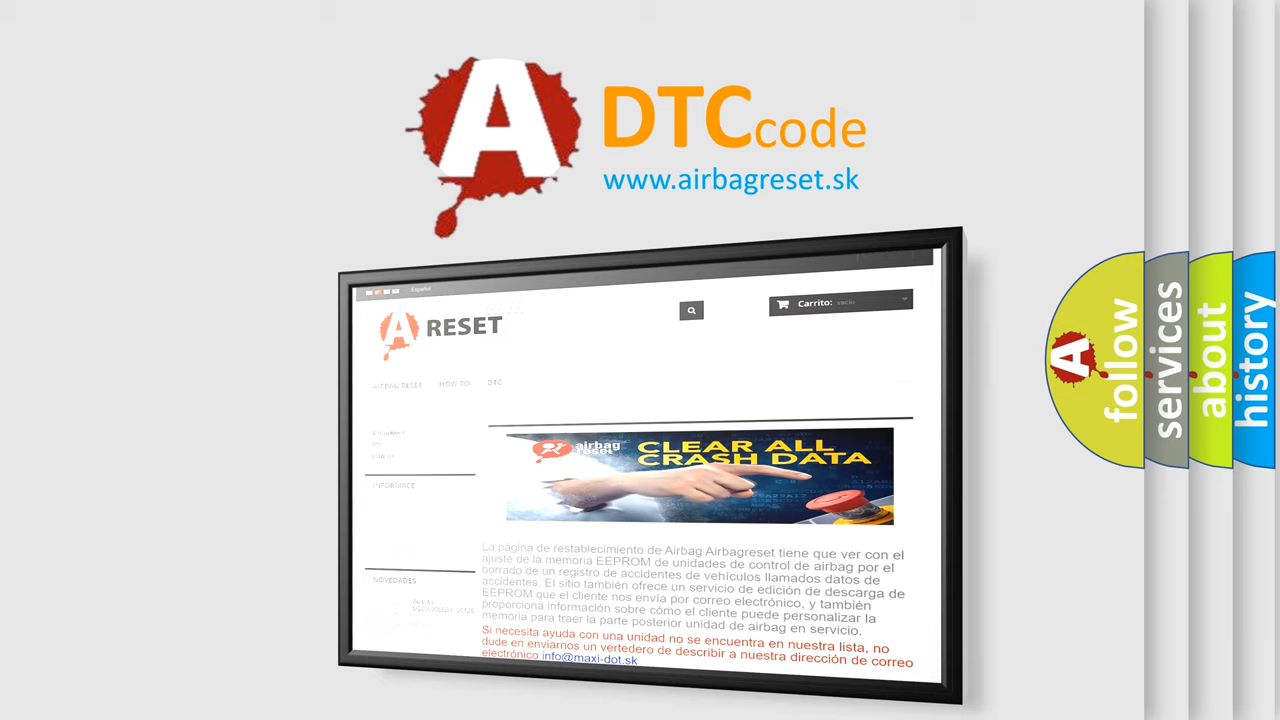 A
DTCcode
www.airbagreset.sk
Español
A RESET
Carrito: vacío
AIRBAG RESET HOW TO DTC
INFORMACE
NOVEDADES
airbag
reset
CLEAR ALL
CRASH DATA
La página de restablecimiento de Airbag Airbagreset tiene que ver con el
ajuste de la memoria EEPROM de unidades de control de airbag por el
borrado de un registro de accidentes de vehículos llamados datos de
accidentes. El sitio también ofrece un servicio de edición de descarga de
EEPROM que el cliente nos envía por correo electrónico, y también
proporciona información sobre cómo el cliente puede personalizar la
memoria para traer la parte posterior unidad de airbag en servicio.
Si necesita ayuda con una unidad no se encuentra en nuestra lista, no
dude en enviarnos un vertedero de describir a nuestra dirección de correo
electrónico info@maxi-dot.sk
A
follow
services
about
history